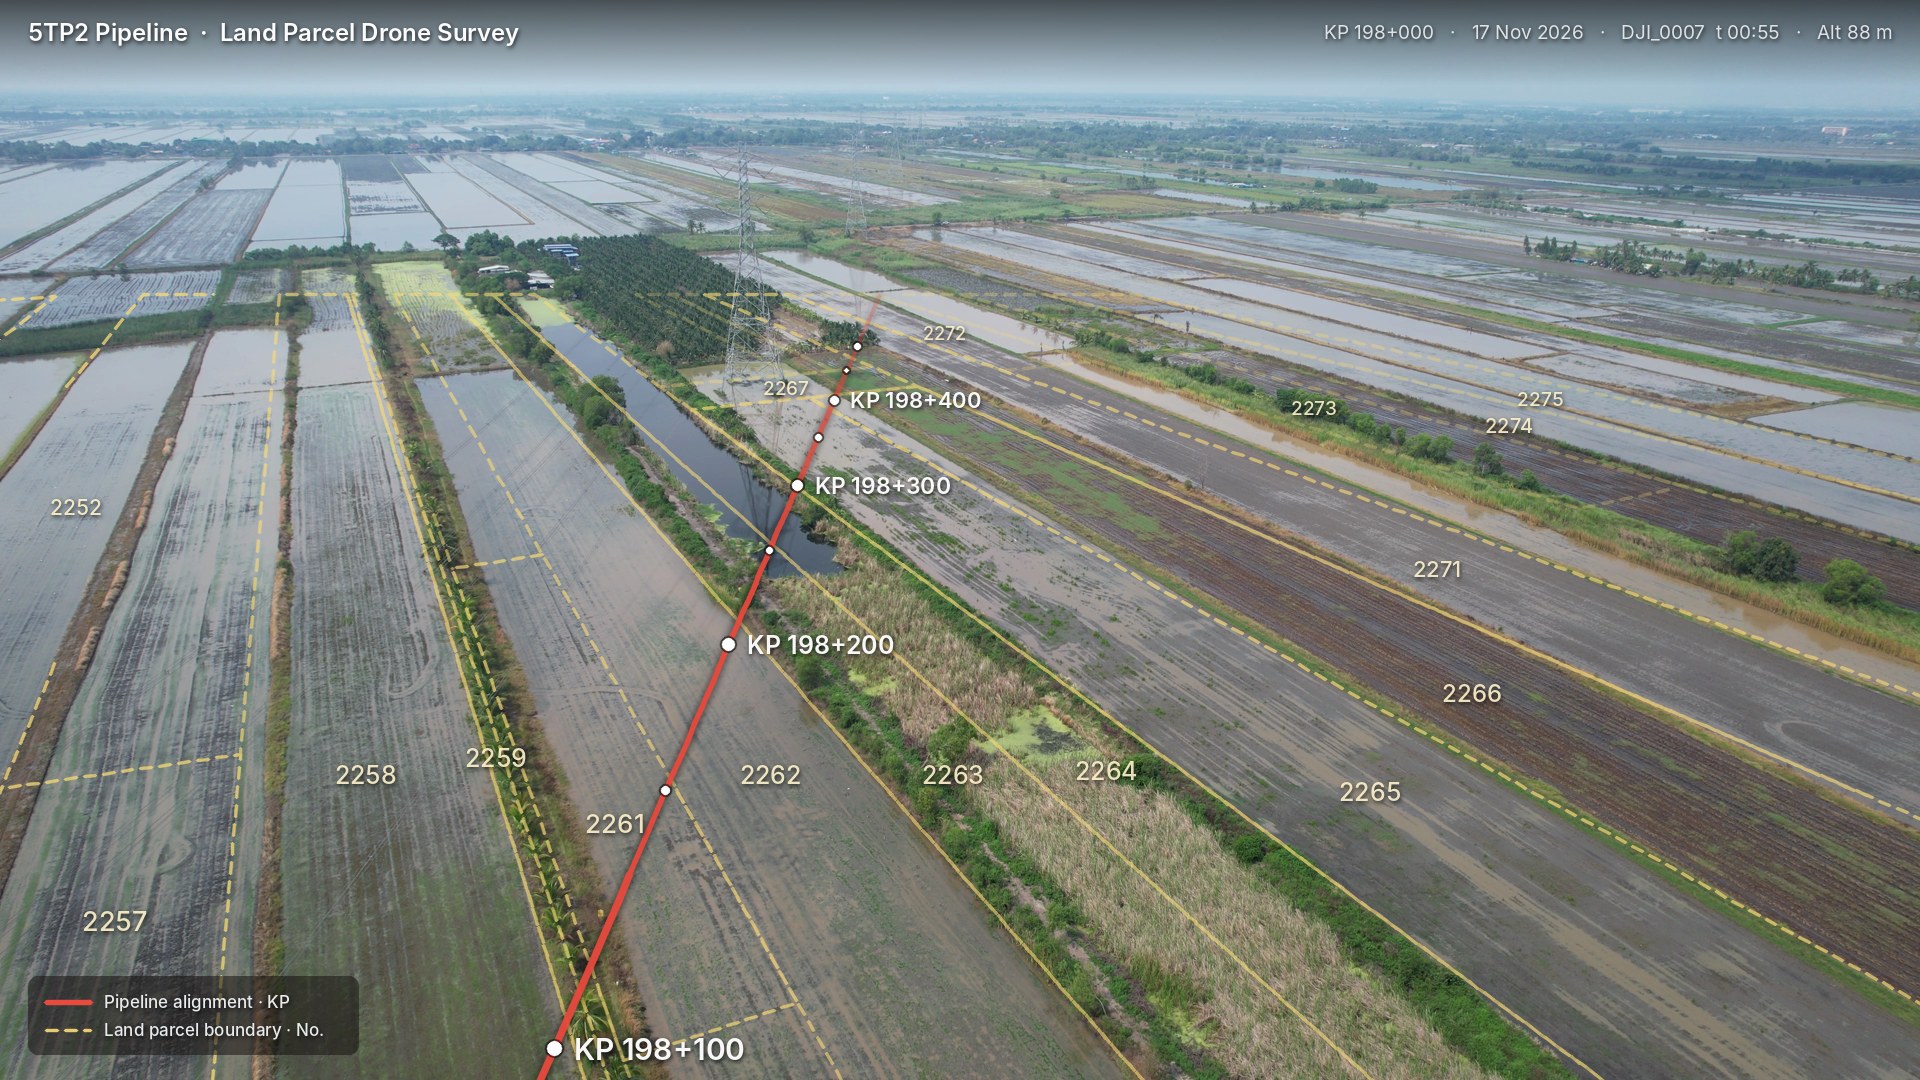 5TP2 Pipeline · Land Parcel Drone Survey
KP 198+000 · 17 Nov 2026 · DJI_0007 t 00:55 · Alt 88 m
2272
2267
KP 198+400
2275
2273
2274
KP 198+300
2252
2271
KP 198+200
2266
2259
2258
2262
2263
2264
2265
2261
2257
Pipeline alignment · KP
Land parcel boundary · No.
KP 198+100